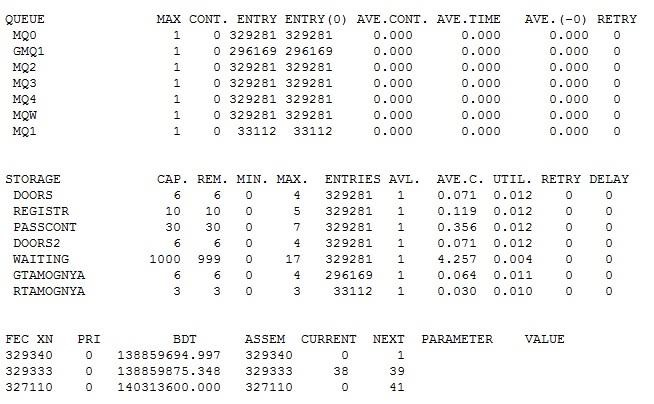 QUEUE MAX CONT. ENTRY ENTRY(0) AVE.CONT. AVE.TIME AVE.(-0) RETRY
MQ0 1 0 329281 329281 0.000 0.000 0.000 0
GMQ1 1 0 296169 296169 0.000 0.000 0.000 0
MQ2 1 0 329281 329281 0.000 0.000 0.000 0
MQ3 1 0 329281 329281 0.000 0.000 0.000 0
MQ4 1 0 329281 329281 0.000 0.000 0.000 0
MQW 1 0 329281 329281 0.000 0.000 0.000 0
MQ1 1 0 33112 33112 0.000 0.000 0.000 0
STORAGE CAP. REM. MIN. MAX. ENTRIES AVL. AVE.C. UTIL. RETRY DELAY
DOORS 6 6 0 4 329281 1 0.071 0.012 0 0
REGISTR 10 10 0 5 329281 1 0.119 0.012 0 0
PASSCONT 30 30 0 7 329281 1 0.356 0.012 0 0
DOORS2 6 6 0 4 329281 1 0.071 0.012 0 0
WAITING 1000 999 0 17 329281 1 4.257 0.004 0 0
GTAMOGNYA 6 6 0 4 296169 1 0.064 0.011 0 0
RTAMOGNYA 3 3 0 3 33112 1 0.030 0.010 0 0
FEC XN PRI BDT ASSEM CURRENT NEXT PARAMETER VALUE
329340 0 138859694.997 329340 0 1
329333 0 138859875.348 329333 38 39
327110 0 140313600.000 327110 0 41